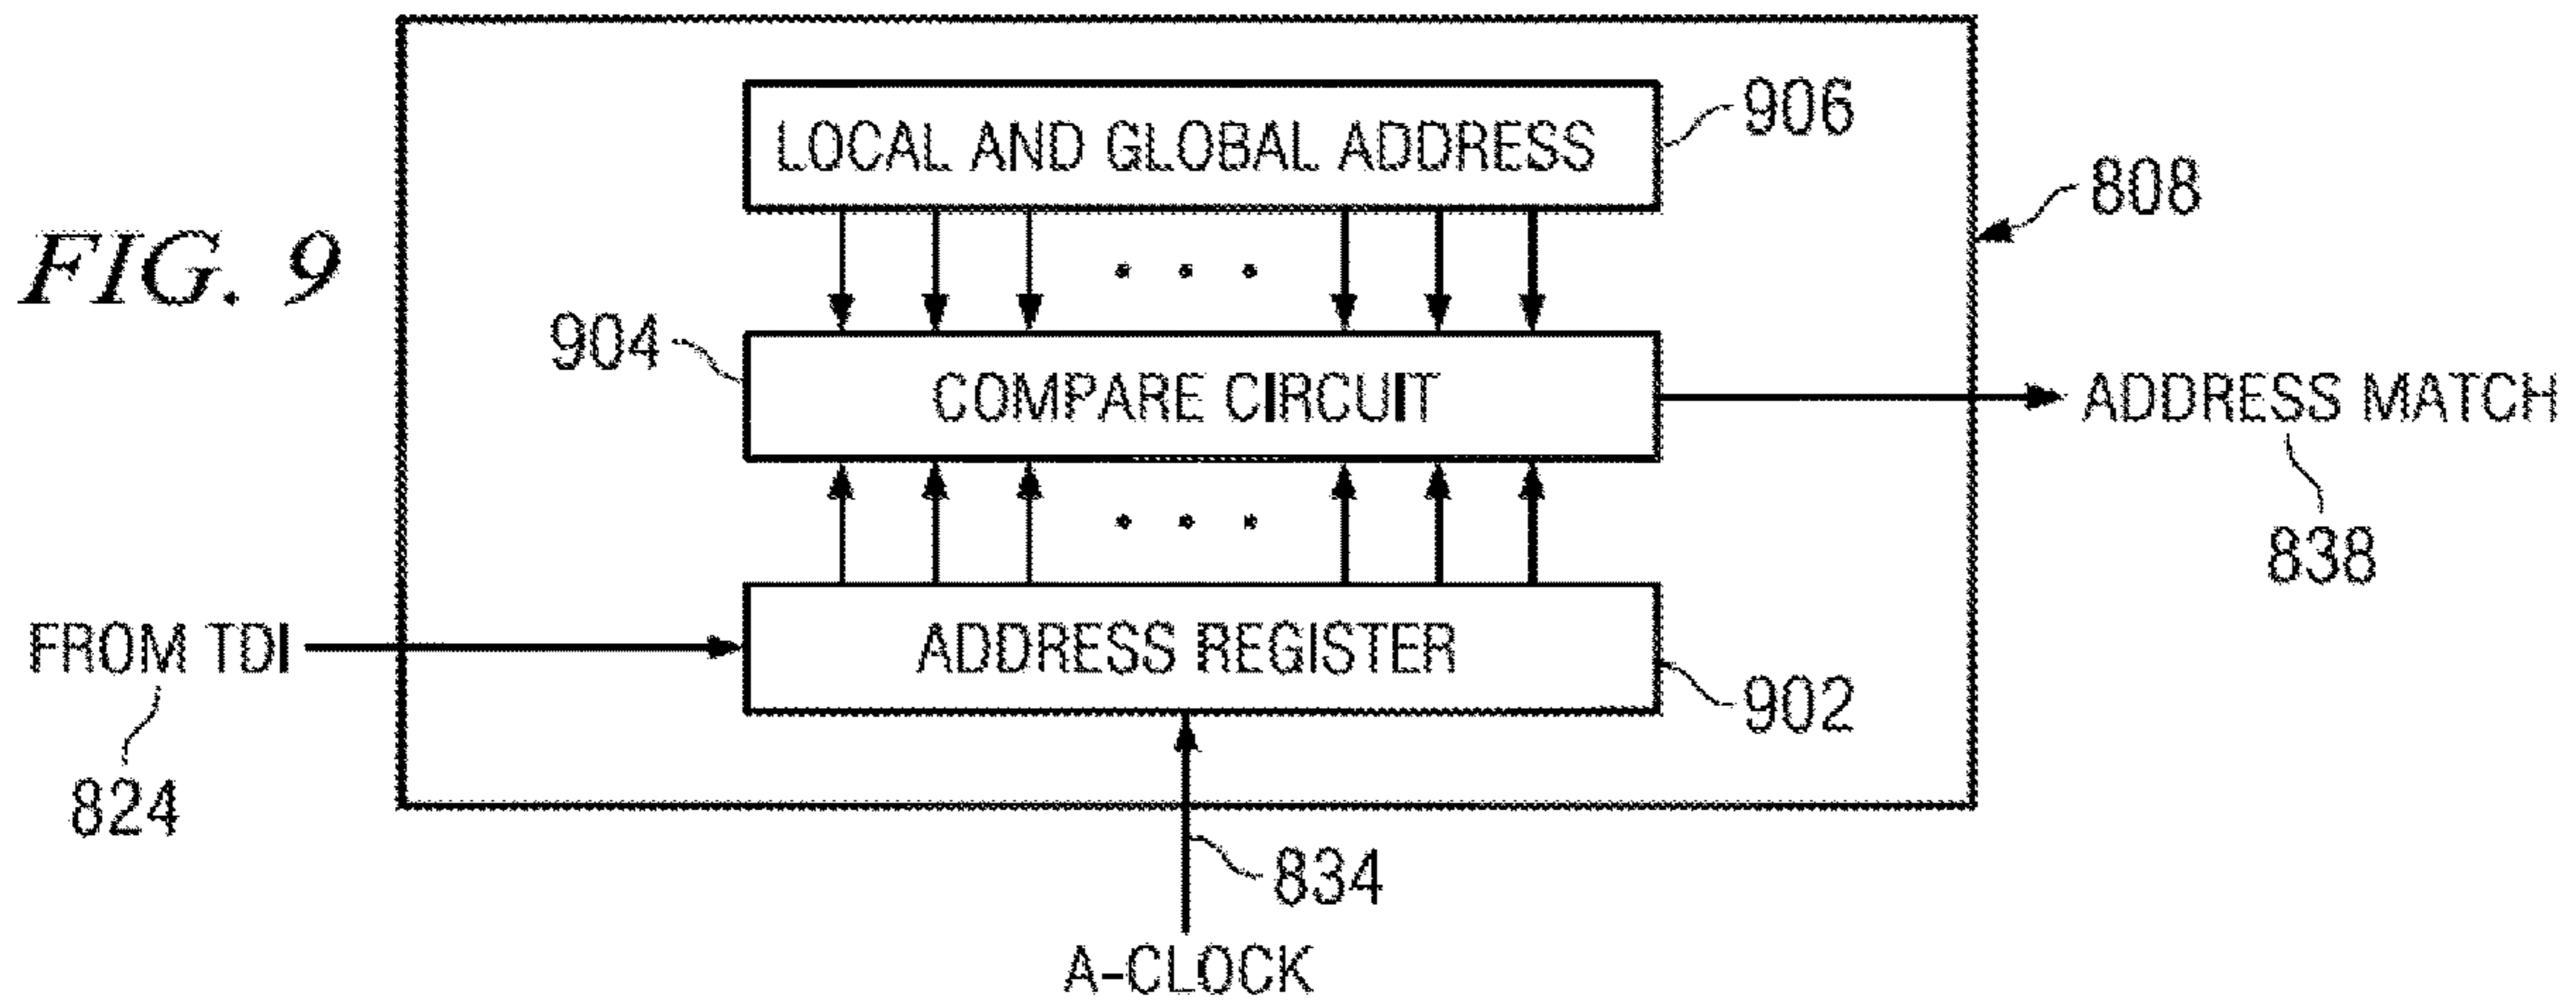 FIG. 9
LOCAL AND GLOBAL ADDRESS
906
808
904
COMPARE CIRCUIT
ADDRESS MATCH
838
FROM TDI
824
ADDRESS REGISTER
902
834
A-CLOCK